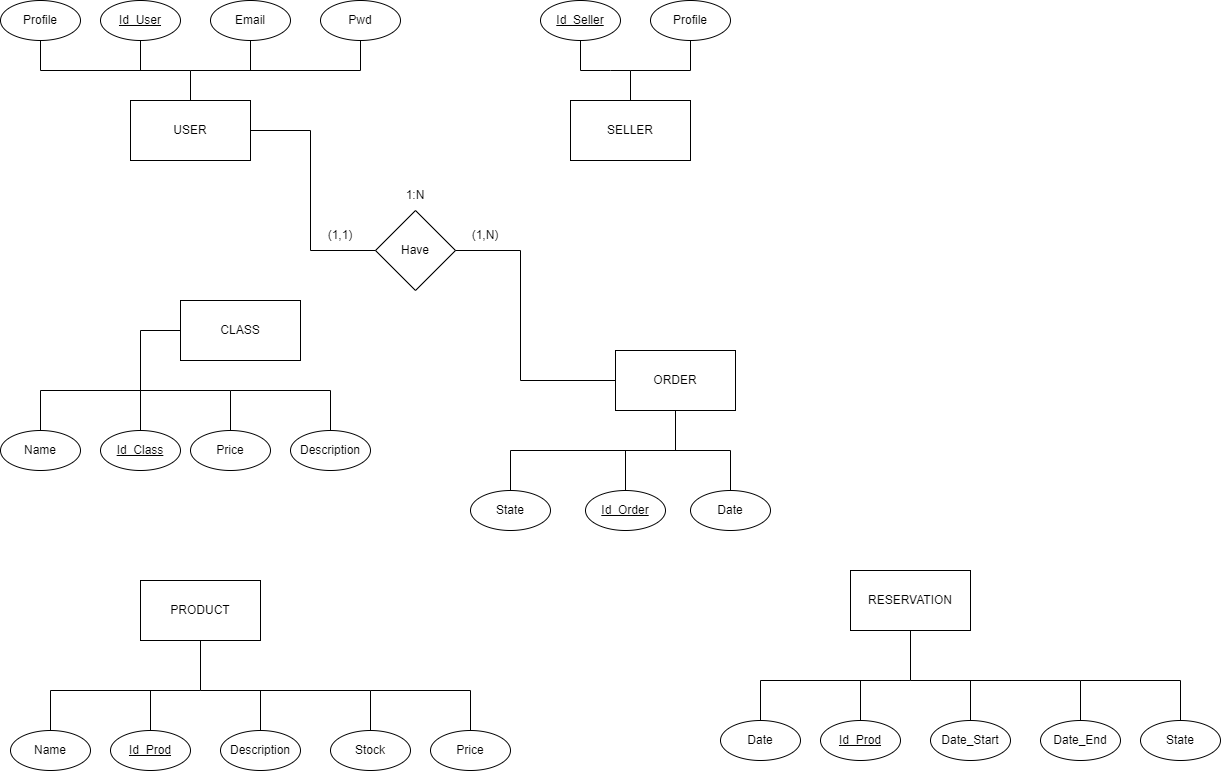 Profile
Id_User
Email
Pwd
Id_Seller
Profile
USER
SELLER
1:N
(1,1)
Have
(1,N)
CLASS
ORDER
Name
Id_Class
Price
Description
State
Id_Order
Date
PRODUCT
RESERVATION
Name
Id_Prod
Description
Stock
Price
Date
Id_Prod
Date_Start
Date_End
State